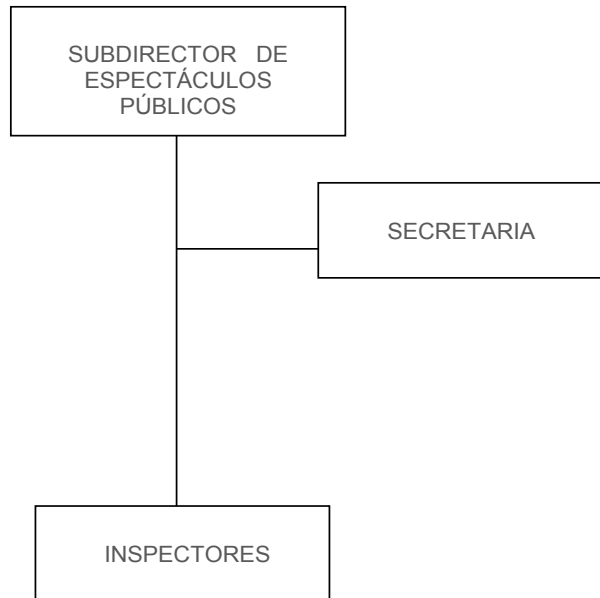 SUBDIRECTOR DE
ESPECTÁCULOS
PÚBLICOS
SECRETARIA
INSPECTORES